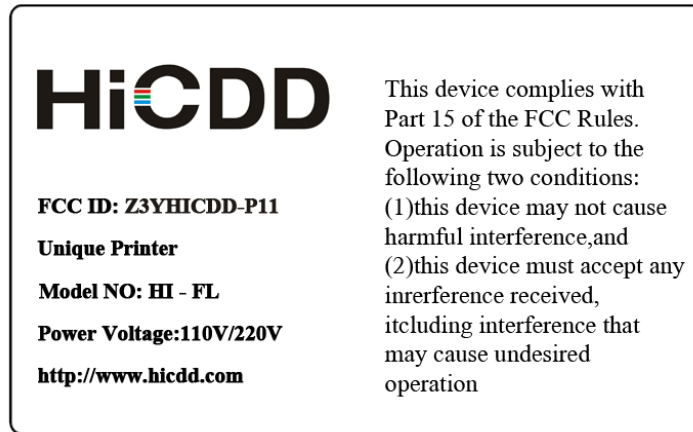 HiCDD
FCC ID: Z3YHICDD-P11
Unique Printer
Model NO: HI - FL
Power Voltage:110V/220V
http://www.hicdd.com
This device complies with
Part 15 of the FCC Rules.
Operation is subject to the
following two conditions:
(1)this device may not cause
harmful interference,and
(2)this device must accept any
inrerference received,
itcluding interference that
may cause undesired
operation